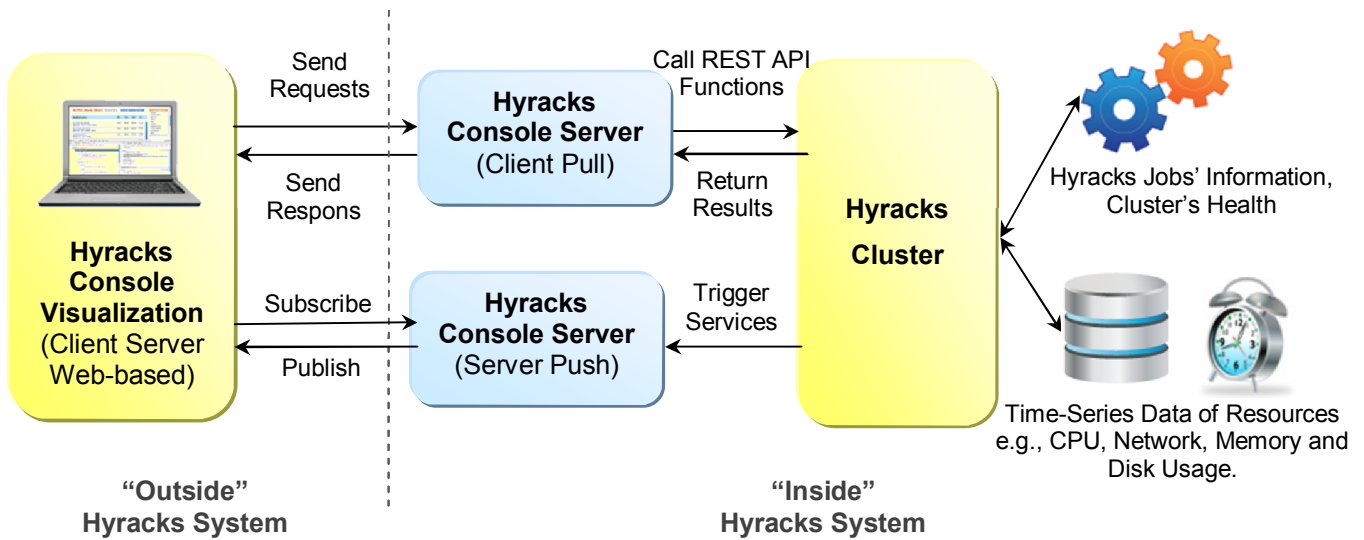 Hyracks
Console
Visualization
(Client Server
Web-based)
Send
Requests
Send
Respons
Subscribe
Publish
Hyracks
Console Server
(Client Pull)
Hyracks
Console Server
(Server Push)
Call REST API
Functions
Return
Results
Trigger
Services
Hyracks
Cluster
Hyracks Jobs’ Information,
Cluster’s Health
Time-Series Data of Resources
e.g., CPU, Network, Memory and
Disk Usage.
“Outside”
Hyracks System
“Inside”
Hyracks System